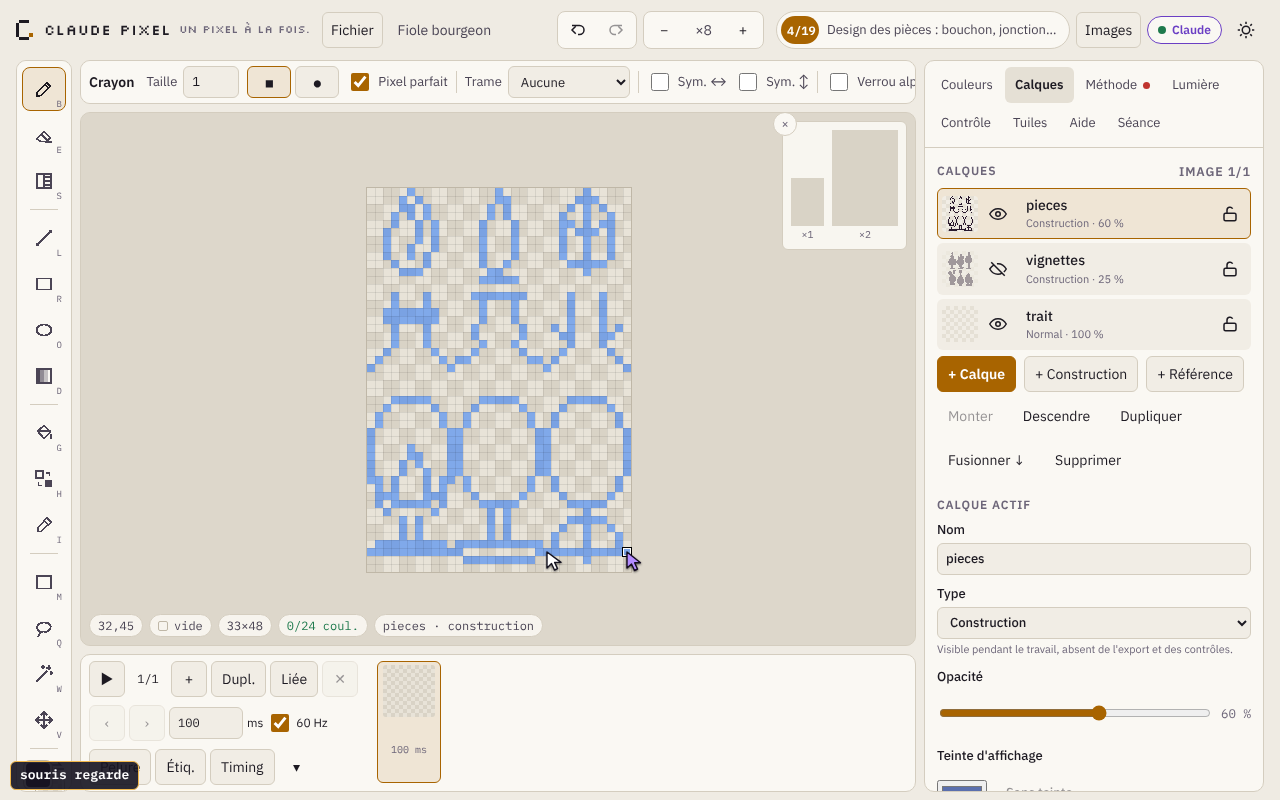 CLAUDE PIXEL UN PIXEL À LA FOIS. Fichier Fiole bourgeon
− ×8 + 4/19 Design des pièces : bouchon, jonction… Images Claude
Crayon Taille 1 Pixel parfait Trame Aucune Sym. Sym. Verrou alp
B
E
S
L
R
O
D
G
H
I
M
Q
W
V
×
×1 ×2
32,45 vide 33×48 0/24 coul. pieces · construction
1/1 + Dupl. Liée ×
‹ › 100 ms 60 Hz
Étiq. Timing ▼
100 ms
souris regarde
Couleurs Calques Méthode Lumière
Contrôle Tuiles Aide Séance
CALQUES IMAGE 1/1
pieces
Construction · 60 %
vignettes
Construction · 25 %
trait
Normal · 100 %
+ Calque + Construction + Référence
Monter Descendre Dupliquer
Fusionner ↓ Supprimer
CALQUE ACTIF
Nom
pieces
Type
Construction
Visible pendant le travail, absent de l'export et des contrôles.
Opacité
60 %
Teinte d'affichage
Sans teinte